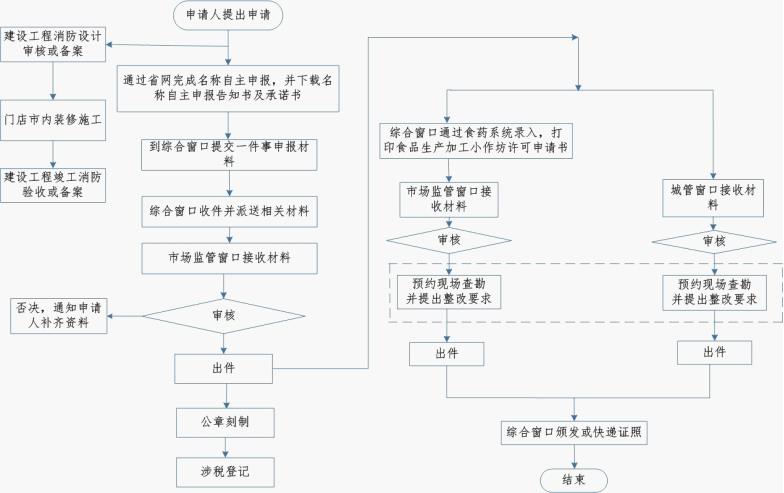 申请人提出申请
建设工程消防设计
审核或备案
门店市内装修施工
建设工程竣工消防
验收或备案
通过省网完成名称自主申报，并下载名
称自主申报告知书及承诺书
到综合窗口提交一件事申报材
料
综合窗口收件并派送相关材料
市场监管窗口接收材料
审核
否决，通知申请
人补齐资料
出件
公章刻制
涉税登记
综合窗口通过食药系统录入，打
印食品生产加工小作坊许可申请书
市场监管窗口接
收材料
审核
预约现场查勘
并提出整改要求
出件
城管窗口接收材
料
审核
预约现场查勘
并提出整改要求
出件
综合窗口颁发或快递证照
结束